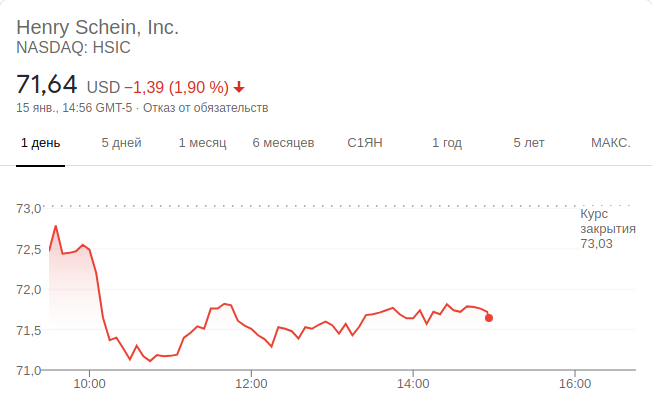 Henry Schein, Inc.
NASDAQ: HSIC
71,64 USD −1,39 (1,90 %)
15 янв., 14:56 GMT-5 · Отказ от обязательств
1 день 5 дней 1 месяц 6 месяцев С1ЯН 1 год 5 лет МАКС.
73,0
Курс
закрытия
73,03
72,5
72,0
71,5
71,0
10:00 12:00 14:00 16:00